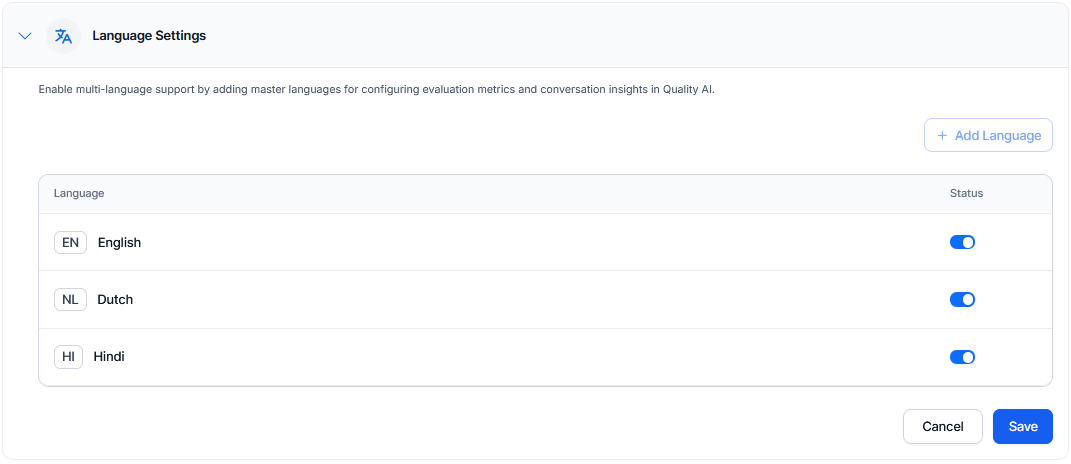 Language Settings
Enable multi-language support by adding master languages for configuring evaluation metrics and conversation insights in Quality AI.
+ Add Language
Language Status
EN English
NL Dutch
HI Hindi
Cancel Save